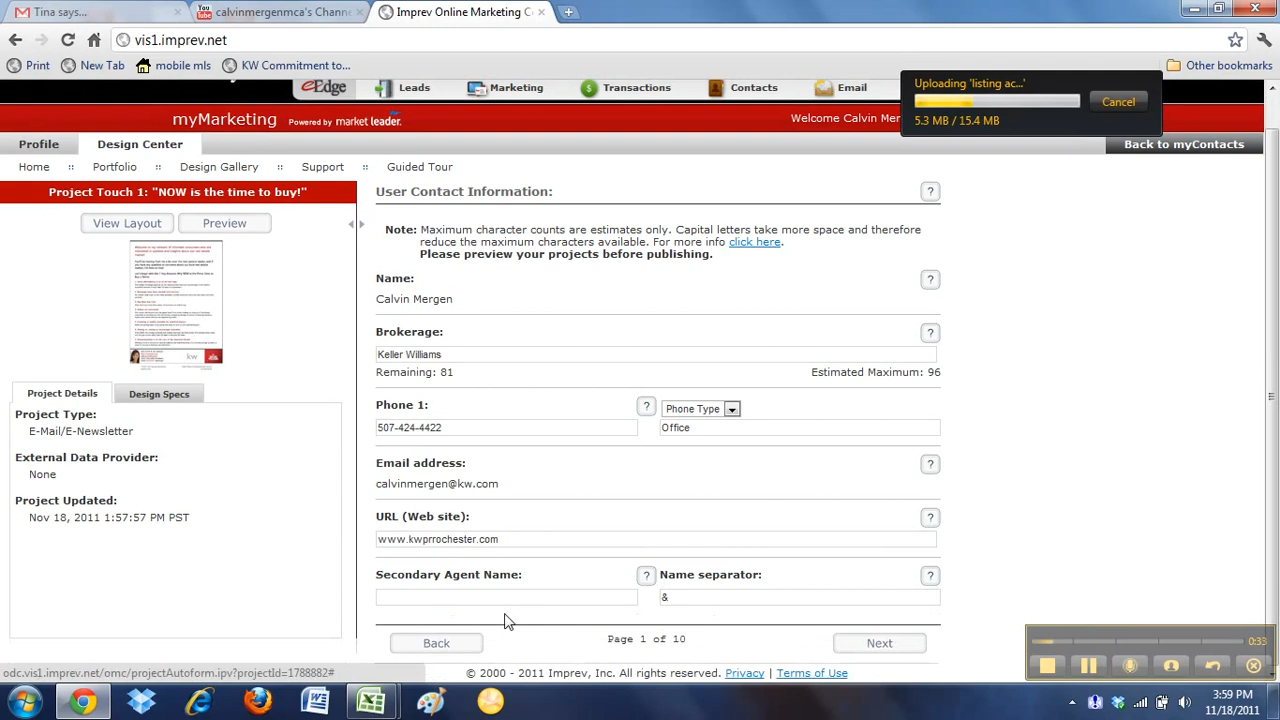 Tina says...
You Tube calvinmergenmca's Channe
Imprev Online Marketing C
vis1.imprev.net
Print
New Tab
mobile mls
KW Commitment to...
Other bookmarks
eEdge
Leads
Marketing
Transactions
Contacts
Email
Uploading 'listing ac...'
Cancel
5.3 MB / 15.4 MB
myMarketing Powered by market leader.
Welcome Calvin Mer
Profile
Design Center
Back to myContacts
Home :: Portfolio :: Design Gallery :: Support :: Guided Tour
Project Touch 1: "NOW is the time to buy!"
View Layout
Preview
Project Details
Design Specs
Project Type:
E-Mail/E-Newsletter
External Data Provider:
None
Project Updated:
Nov 18, 2011 1:57:57 PM PST
User Contact Information:
?
Note: Maximum character counts are estimates only. Capital letters take more space and therefore
reduce maximum character space. For more info click here.
Please preview your projects before publishing.
Name:
?
Calvin Mergen
Brokerage:
?
Keller Williams
Remaining: 81
Estimated Maximum: 96
Phone 1:
?
Phone Type
507-424-4422
Office
Email address:
?
calvinmergen@kw.com
URL (Web site):
?
www.kwprrochester.com
Secondary Agent Name:
?
Name separator:
?
&
Back
Page 1 of 10
Next
0:33
odc.vis1.imprev.net/omc/projectAutoform.ipv?projectId=1788882#
© 2000 - 2011 Imprev, Inc. All rights reserved. Privacy | Terms of Use
3:59 PM
11/18/2011